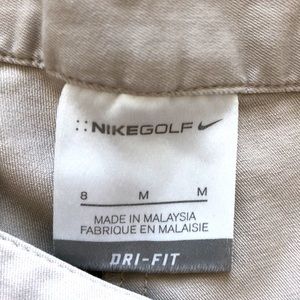 NIKEGOLF
8 M M
MADE IN MALAYSIA
FABRIQUE EN MALAISIE
DRI-FIT